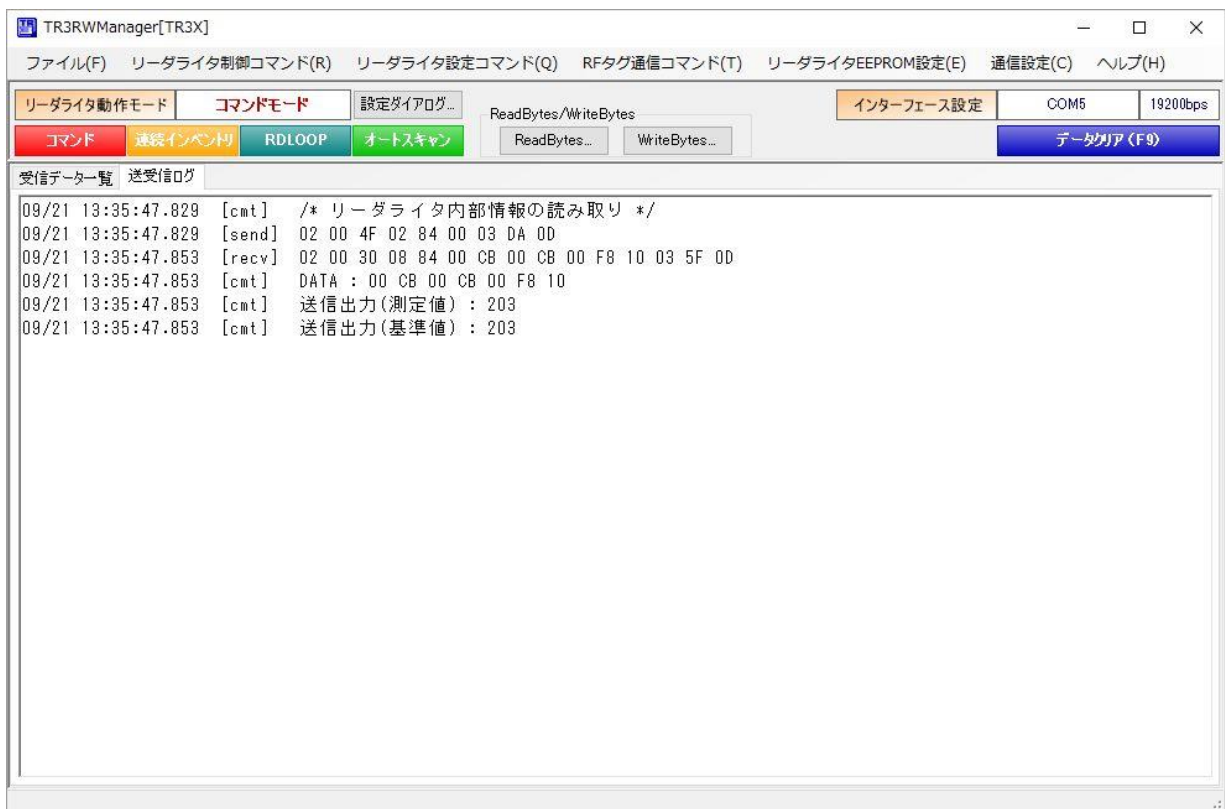 TR3RWManager[TR3X]
ファイル(F) リーダライタ制御コマンド(R) リーダライタ設定コマンド(Q) RFタグ通信コマンド(T) リーダライタEEPROM設定(E) 通信設定(C) ヘルプ(H)
リーダライタ動作モード コマンドモード 設定ダイアログ... ReadBytes/WriteBytes インターフェース設定 COM5 19200bps
コマンド 連続インベントリ RDLOOP オートスキャン ReadBytes... WriteBytes... データクリア(F9)
受信データ一覧 送受信ログ
09/21 13:35:47.829 [cmt] /* リーダライタ内部情報の読み取り */
09/21 13:35:47.829 [send] 02 00 4F 02 84 00 03 DA 0D
09/21 13:35:47.853 [recv] 02 00 30 08 84 00 CB 00 CB 00 F8 10 03 5F 0D
09/21 13:35:47.853 [cmt] DATA : 00 CB 00 CB 00 F8 10
09/21 13:35:47.853 [cmt] 送信出力(測定値) : 203
09/21 13:35:47.853 [cmt] 送信出力(基準値) : 203